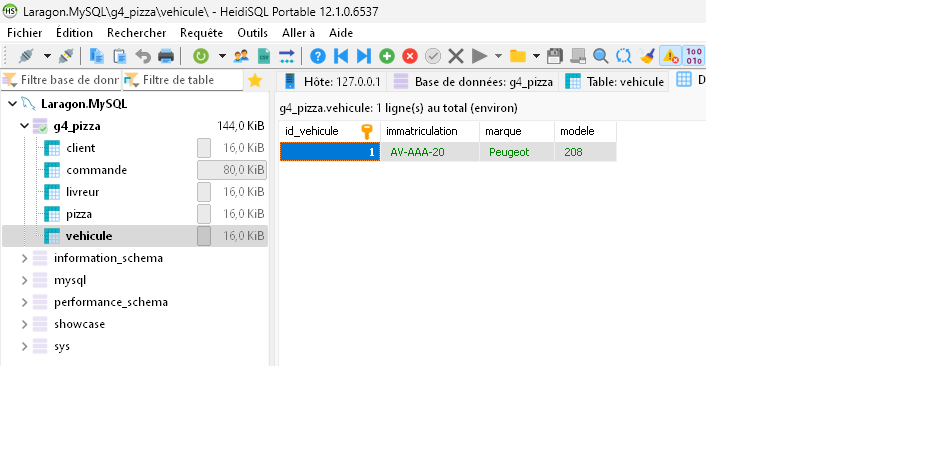 HS
Laragon.MySQL\g4_pizza\vehicule\ - HeidiSQL Portable 12.1.0.6537
Fichier Édition Rechercher Requête Outils Aller à Aide
Filtre base de donn Filtre de table
Hôte: 127.0.0.1 Base de données: g4_pizza Table: vehicule D
g4_pizza.vehicule: 1 ligne(s) au total (environ)
id_vehicule immatriculation marque modele
1 AV-AAA-20 Peugeot 208
Laragon.MySQL
g4_pizza 144,0 KiB
client 16,0 KiB
commande 80,0 KiB
livreur 16,0 KiB
pizza 16,0 KiB
vehicule 16,0 KiB
information_schema
mysql
performance_schema
showcase
sys